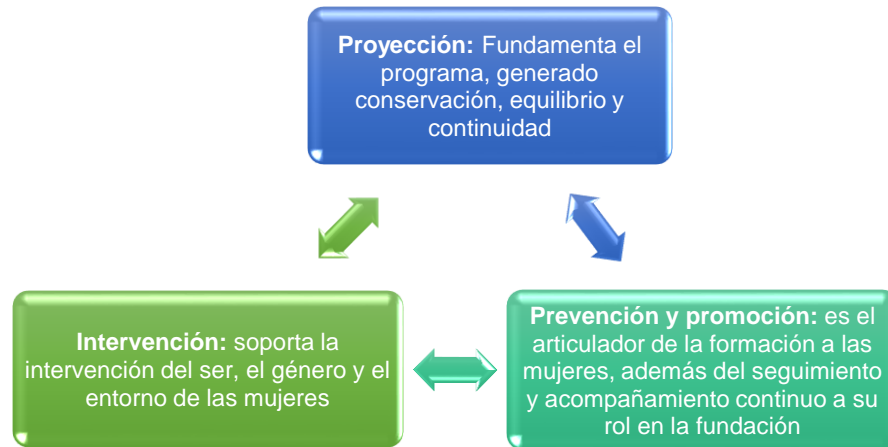 Proyección: Fundamenta el
programa, generado
conservación, equilibrio y
continuidad
Intervención: soporta la
intervención del ser, el género y el
entorno de las mujeres
Prevención y promoción: es el
articulador de la formación a las
mujeres, además del seguimiento
y acompañamiento continuo a su
rol en la fundación